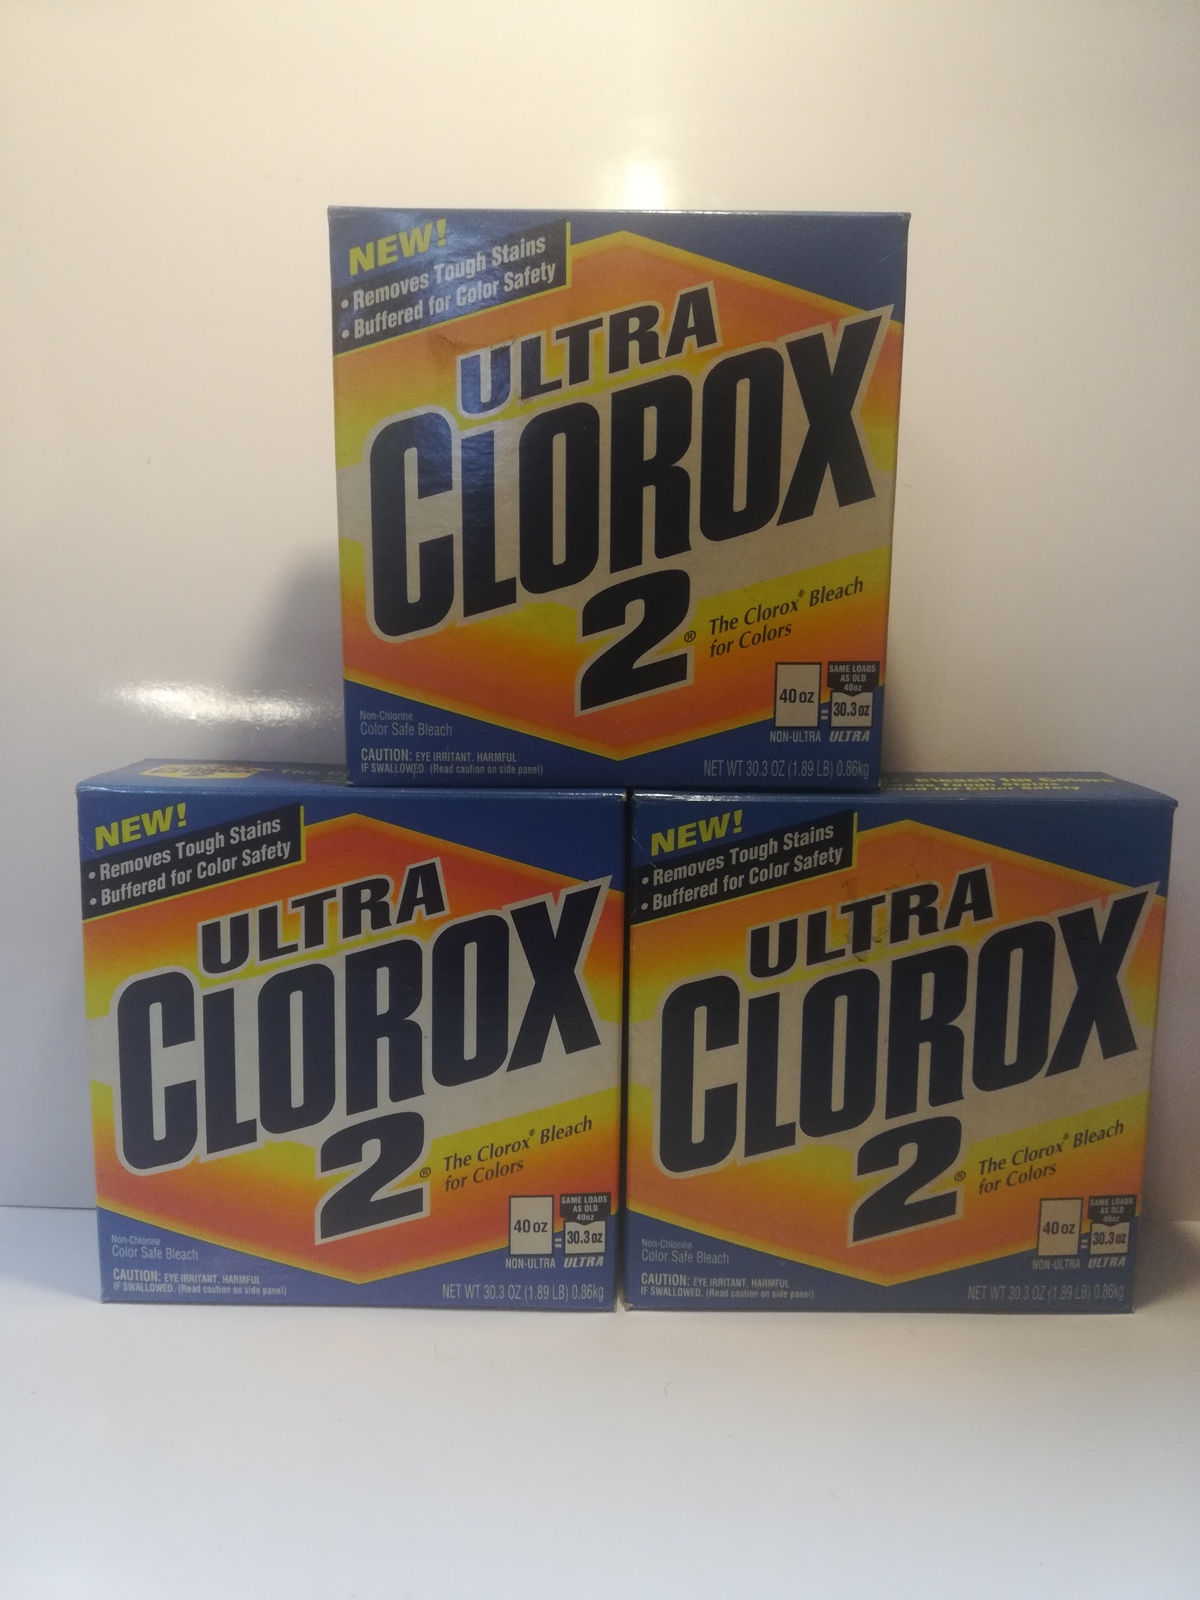 NEW!
• Removes Tough Stains
• Buffered for Color Safety
ULTRA
CLOROX
2®
The Clorox® Bleach
for Colors
Non-Chlorine
Color Safe Bleach
CAUTION: EYE IRRITANT. HARMFUL
IF SWALLOWED. (Read caution on side panel)
40 oz
NON-ULTRA
=
SAME LOADS
AS OLD
40oz
30.3 oz
ULTRA
NET WT 30.3 OZ (1.89 LB) 0.86kg
The
NEW!
• Removes Tough Stains
• Buffered for Color Safety
ULTRA
CLOROX
2®
The Clorox® Bleach
for Colors
Non-Chlorine
Color Safe Bleach
CAUTION: EYE IRRITANT. HARMFUL
IF SWALLOWED. (Read caution on side panel)
40 oz
NON-ULTRA
=
SAME LOADS
AS OLD
40oz
30.3 oz
ULTRA
NET WT 30.3 OZ (1.89 LB) 0.86kg
Bleach for Colors
for Color Safety
NEW!
• Removes Tough Stains
• Buffered for Color Safety
ULTRA
CLOROX
2®
The Clorox® Bleach
for Colors
Non-Chlorine
Color Safe Bleach
CAUTION: EYE IRRITANT. HARMFUL
IF SWALLOWED. (Read caution on side panel)
40 oz
NON-ULTRA
=
SAME LOADS
AS OLD
40oz
30.3 oz
ULTRA
NET WT 30.3 OZ (1.89 LB) 0.86kg